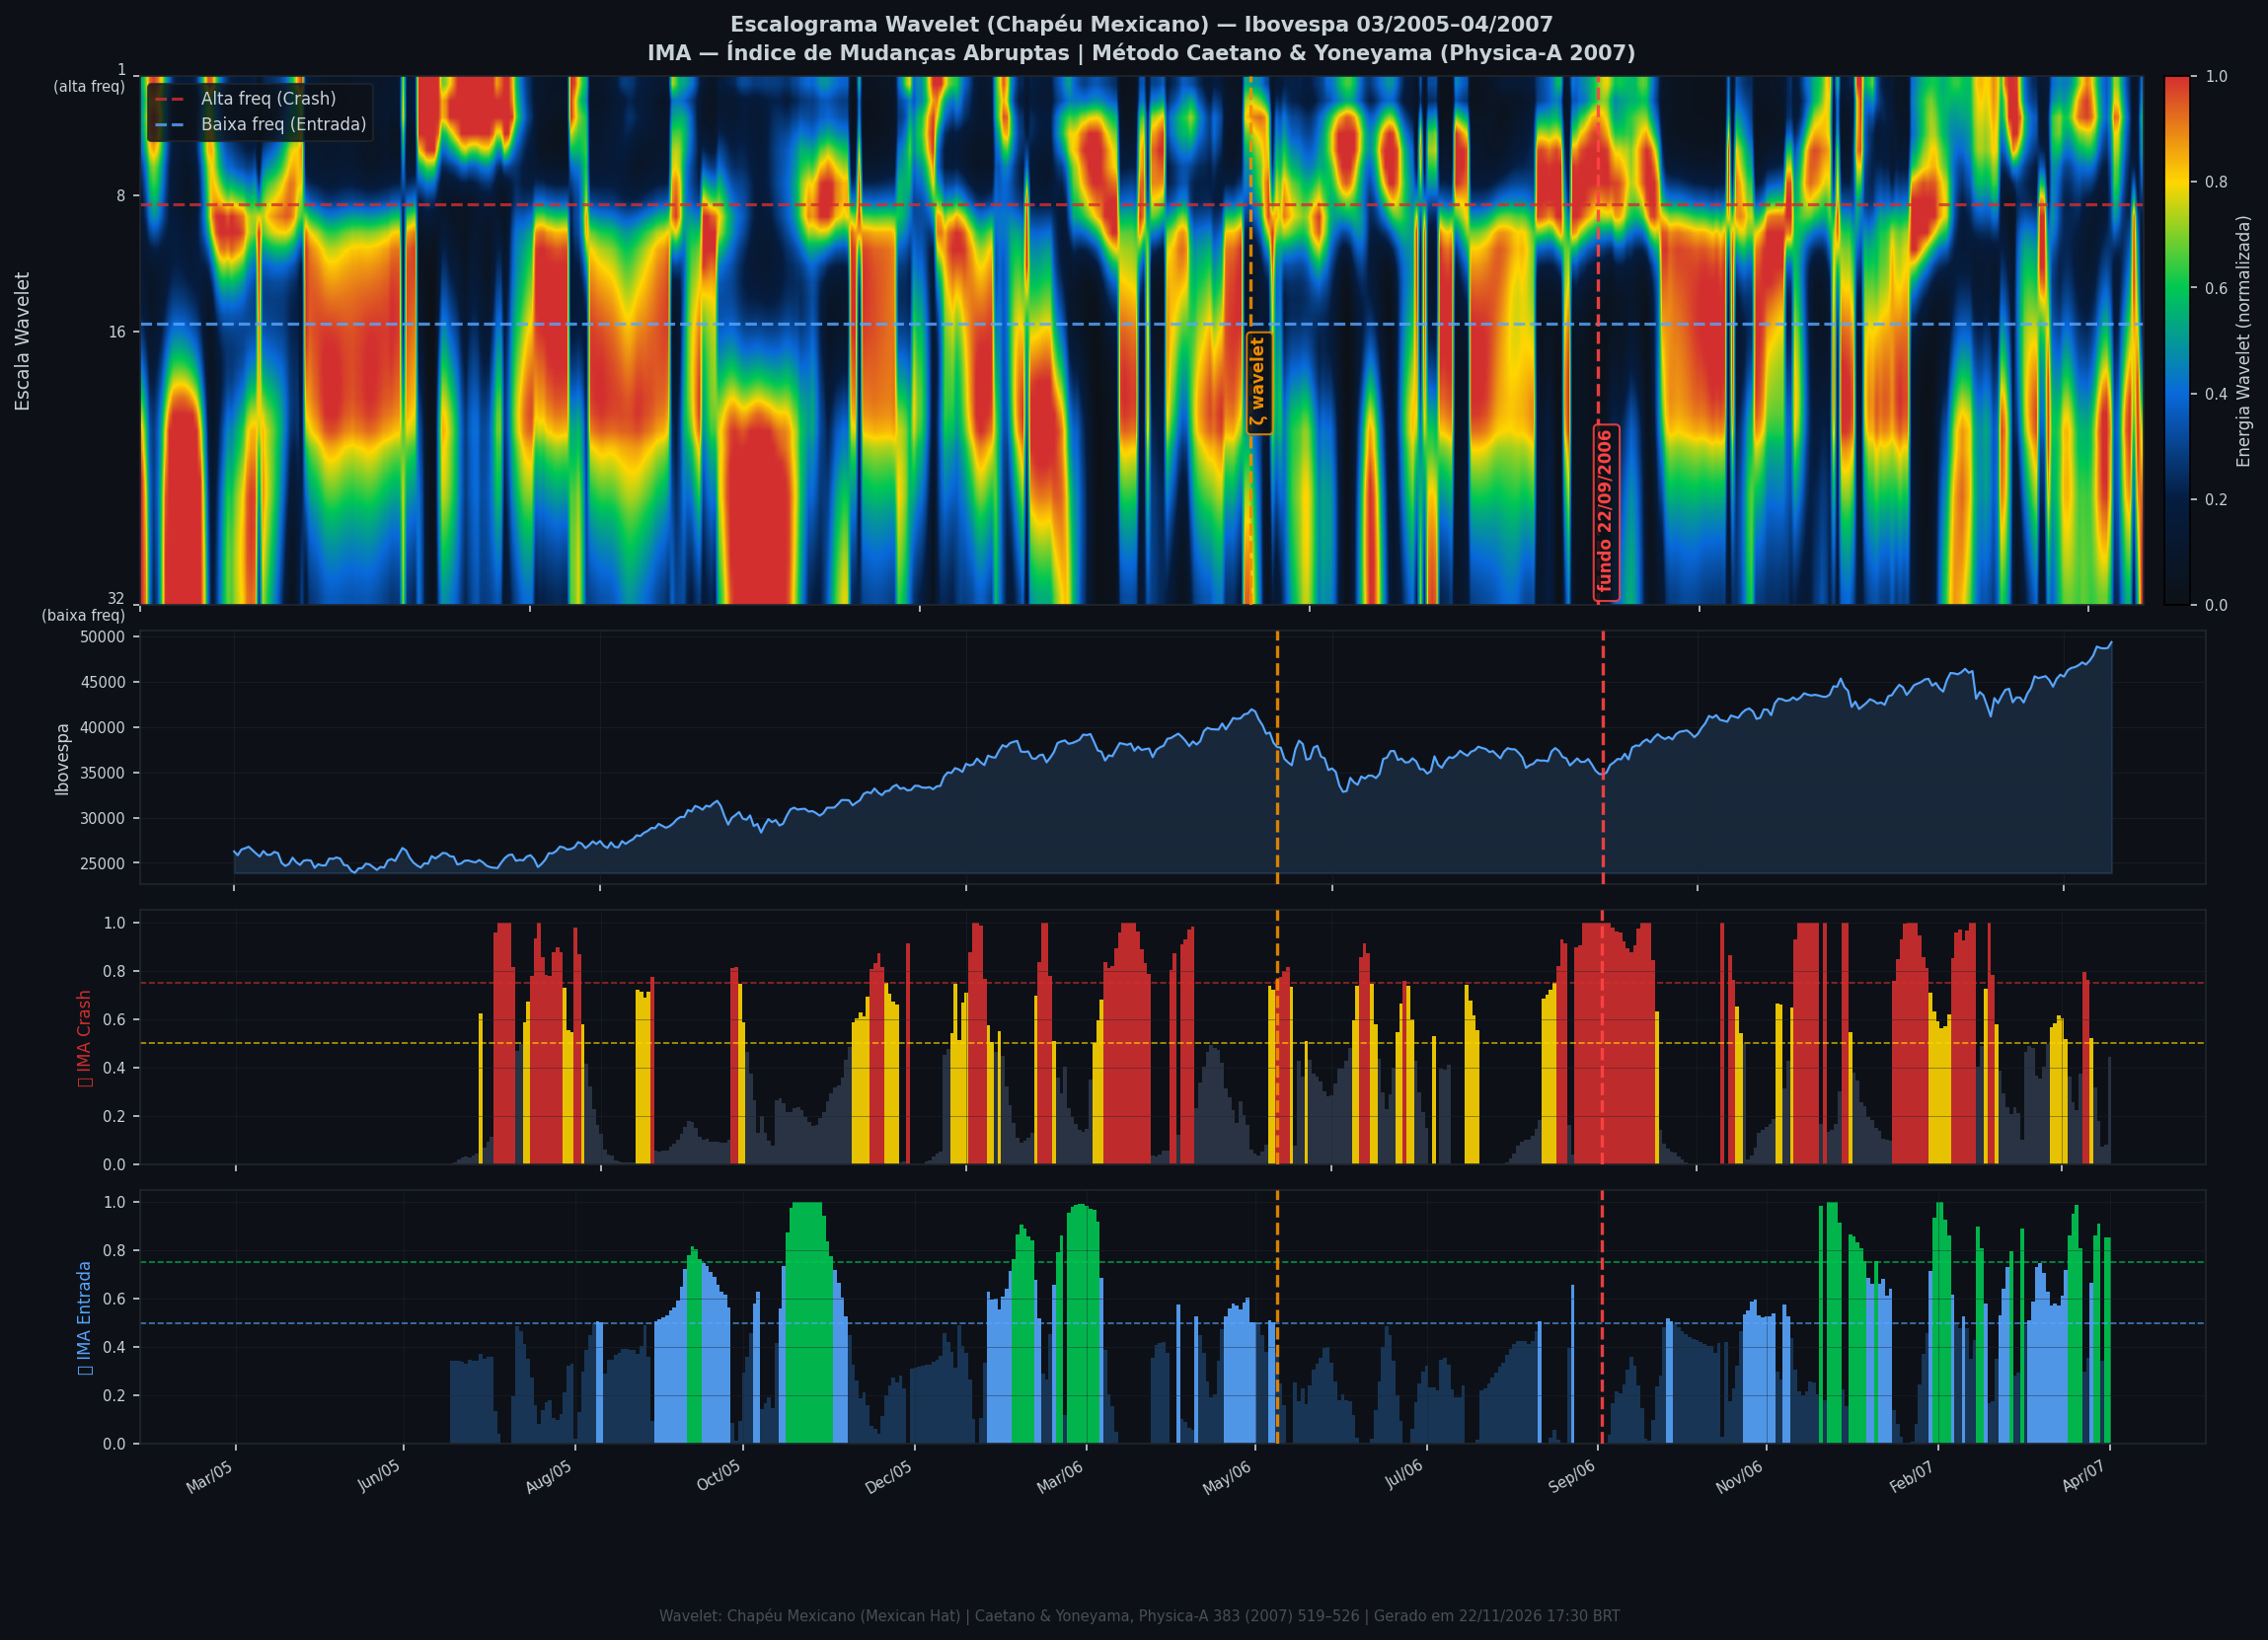 Escalograma Wavelet (Chapéu Mexicano) — Ibovespa 03/2005–04/2007
IMA — Índice de Mudanças Abruptas | Método Caetano & Yoneyama (Physica-A 2007)
1
(alta freq)
8
16
32
(baixa freq)
Escala Wavelet
Alta freq (Crash)
Baixa freq (Entrada)
ζ wavelet
fundo 22/09/2006
1.0
0.8
0.6
0.4
0.2
0.0
Energia Wavelet (normalizada)
50000
45000
40000
35000
30000
25000
Ibovespa
1.0
0.8
0.6
0.4
0.2
0.0
IMA Crash
1.0
0.8
0.6
0.4
0.2
0.0
IMA Entrada
Mar/05
Jun/05
Aug/05
Oct/05
Dec/05
Mar/06
May/06
Jul/06
Sep/06
Nov/06
Feb/07
Apr/07
Wavelet: Chapéu Mexicano (Mexican Hat) | Caetano & Yoneyama, Physica-A 383 (2007) 519–526 | Gerado em 22/11/2026 17:30 BRT